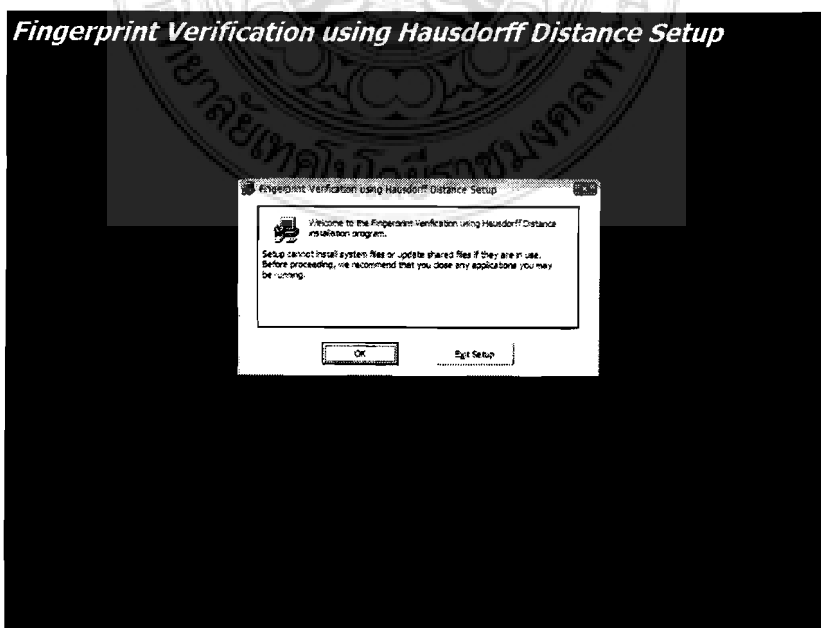 Fingerprint Verification using Hausdorff Distance Setup
Fingerprint Verification using Hausdorff Distance Setup
Welcome to the Fingerprint Verification using Hausdorff Distance
installation program.
Setup cannot install system files or update shared files if they are in use.
Before proceeding, we recommend that you close any applications you may
be running.
OK
Exit Setup